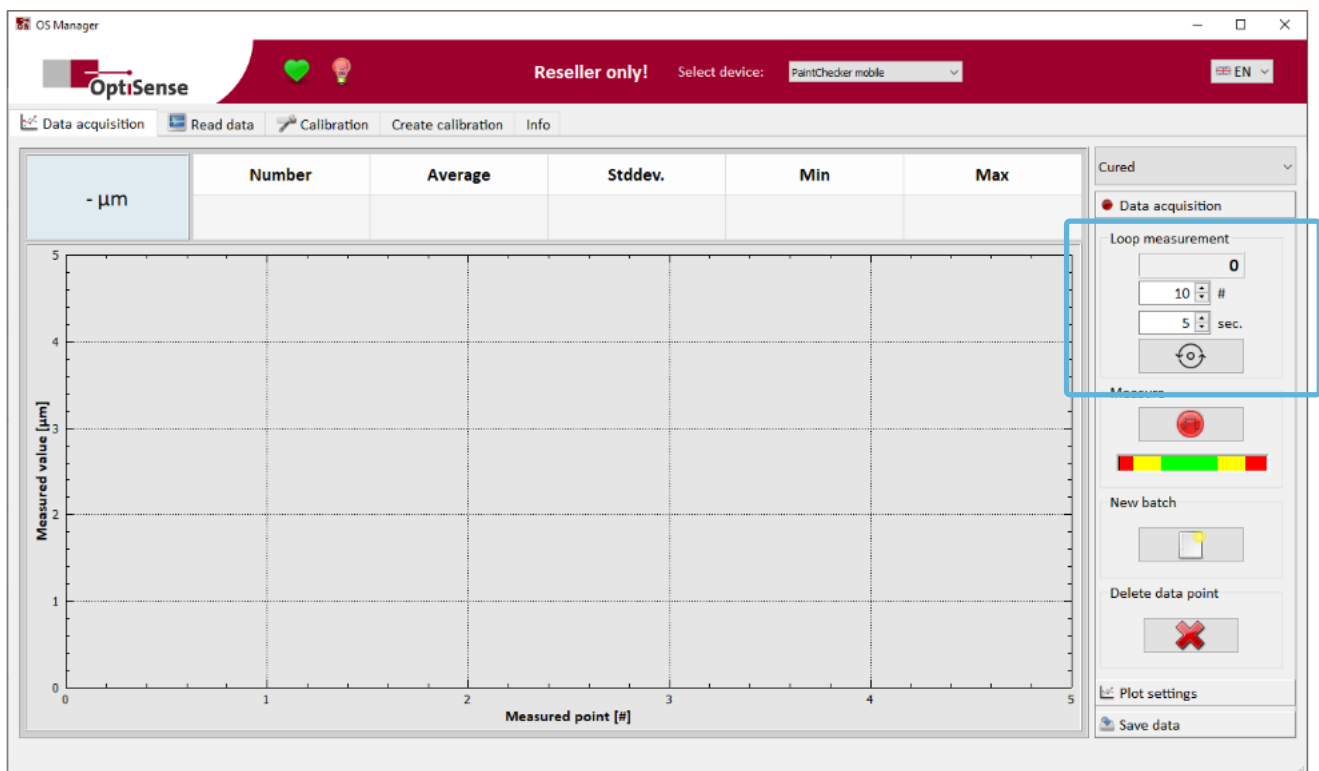 OS Manager
OptiSense
Reseller only! Select device: PaintChecker mobile EN
Data acquisition Read data Calibration Create calibration Info
- µm
Number Average Stddev. Min Max
Cured
Data acquisition
Loop measurement
0
10 #
5 sec.
Measure
New batch
Delete data point
Plot settings
Save data
Measured value [µm]
5
4
3
2
1
0
0 1 2 3 4 5
Measured point [#]